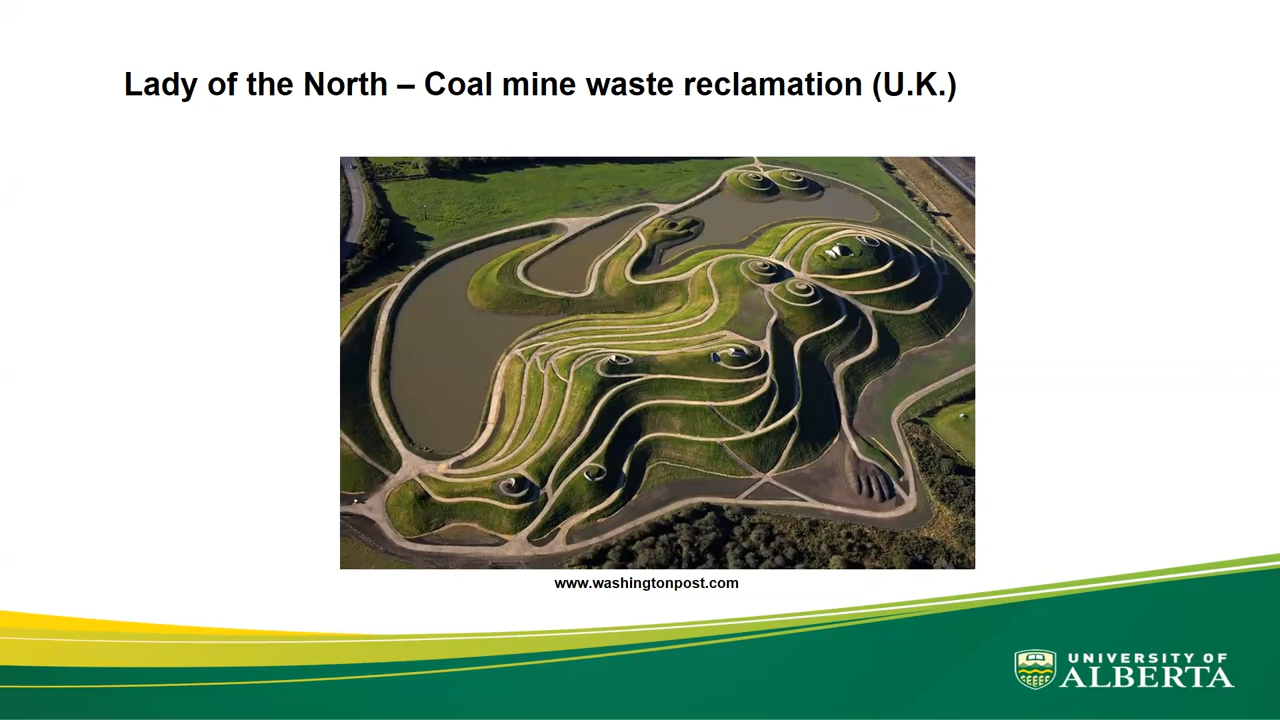 Lady of the North – Coal mine waste reclamation (U.K.)
www.washingtonpost.com
UNIVERSITY OF
ALBERTA